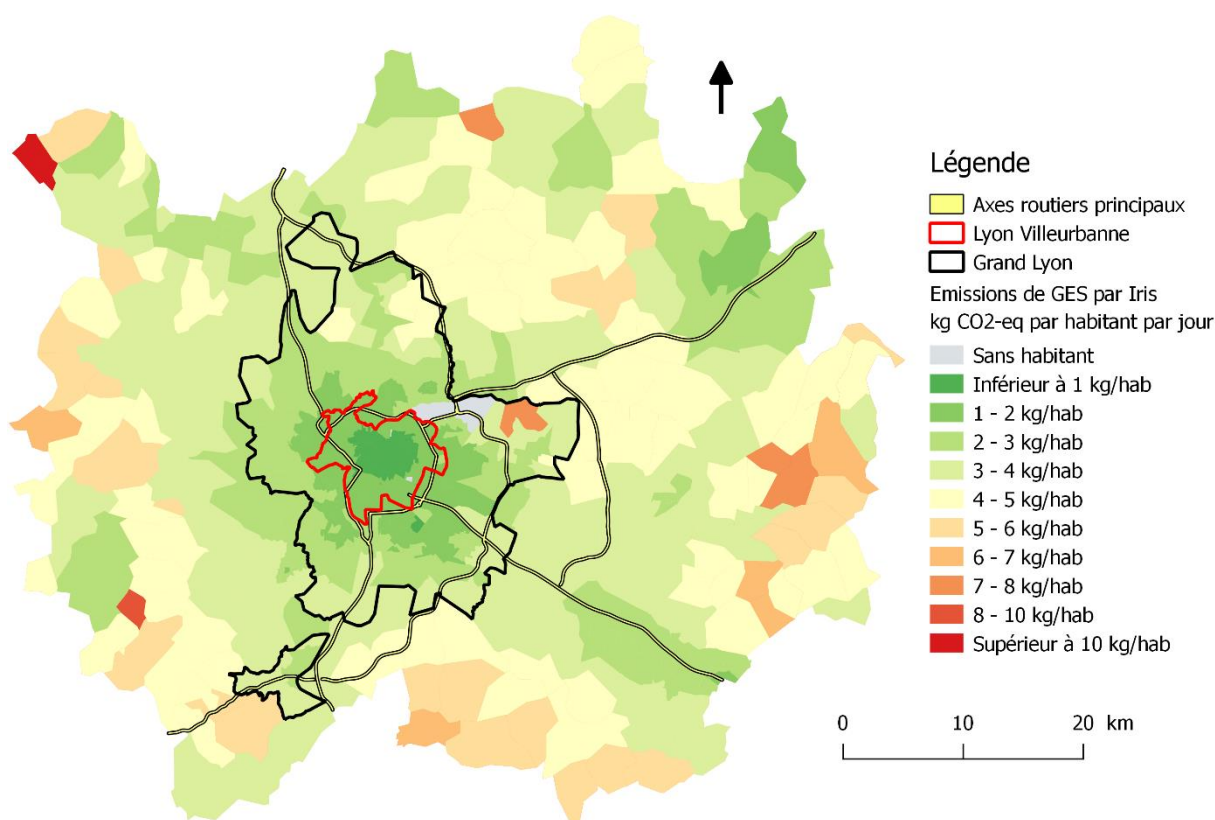 Légende
Axes routiers principaux
Lyon Villeurbanne
Grand Lyon
Emissions de GES par Iris
kg CO2-eq par habitant par jour
Sans habitant
Inférieur à 1 kg/hab
1 - 2 kg/hab
2 - 3 kg/hab
3 - 4 kg/hab
4 - 5 kg/hab
5 - 6 kg/hab
6 - 7 kg/hab
7 - 8 kg/hab
8 - 10 kg/hab
Supérieur à 10 kg/hab
0 10 20 km